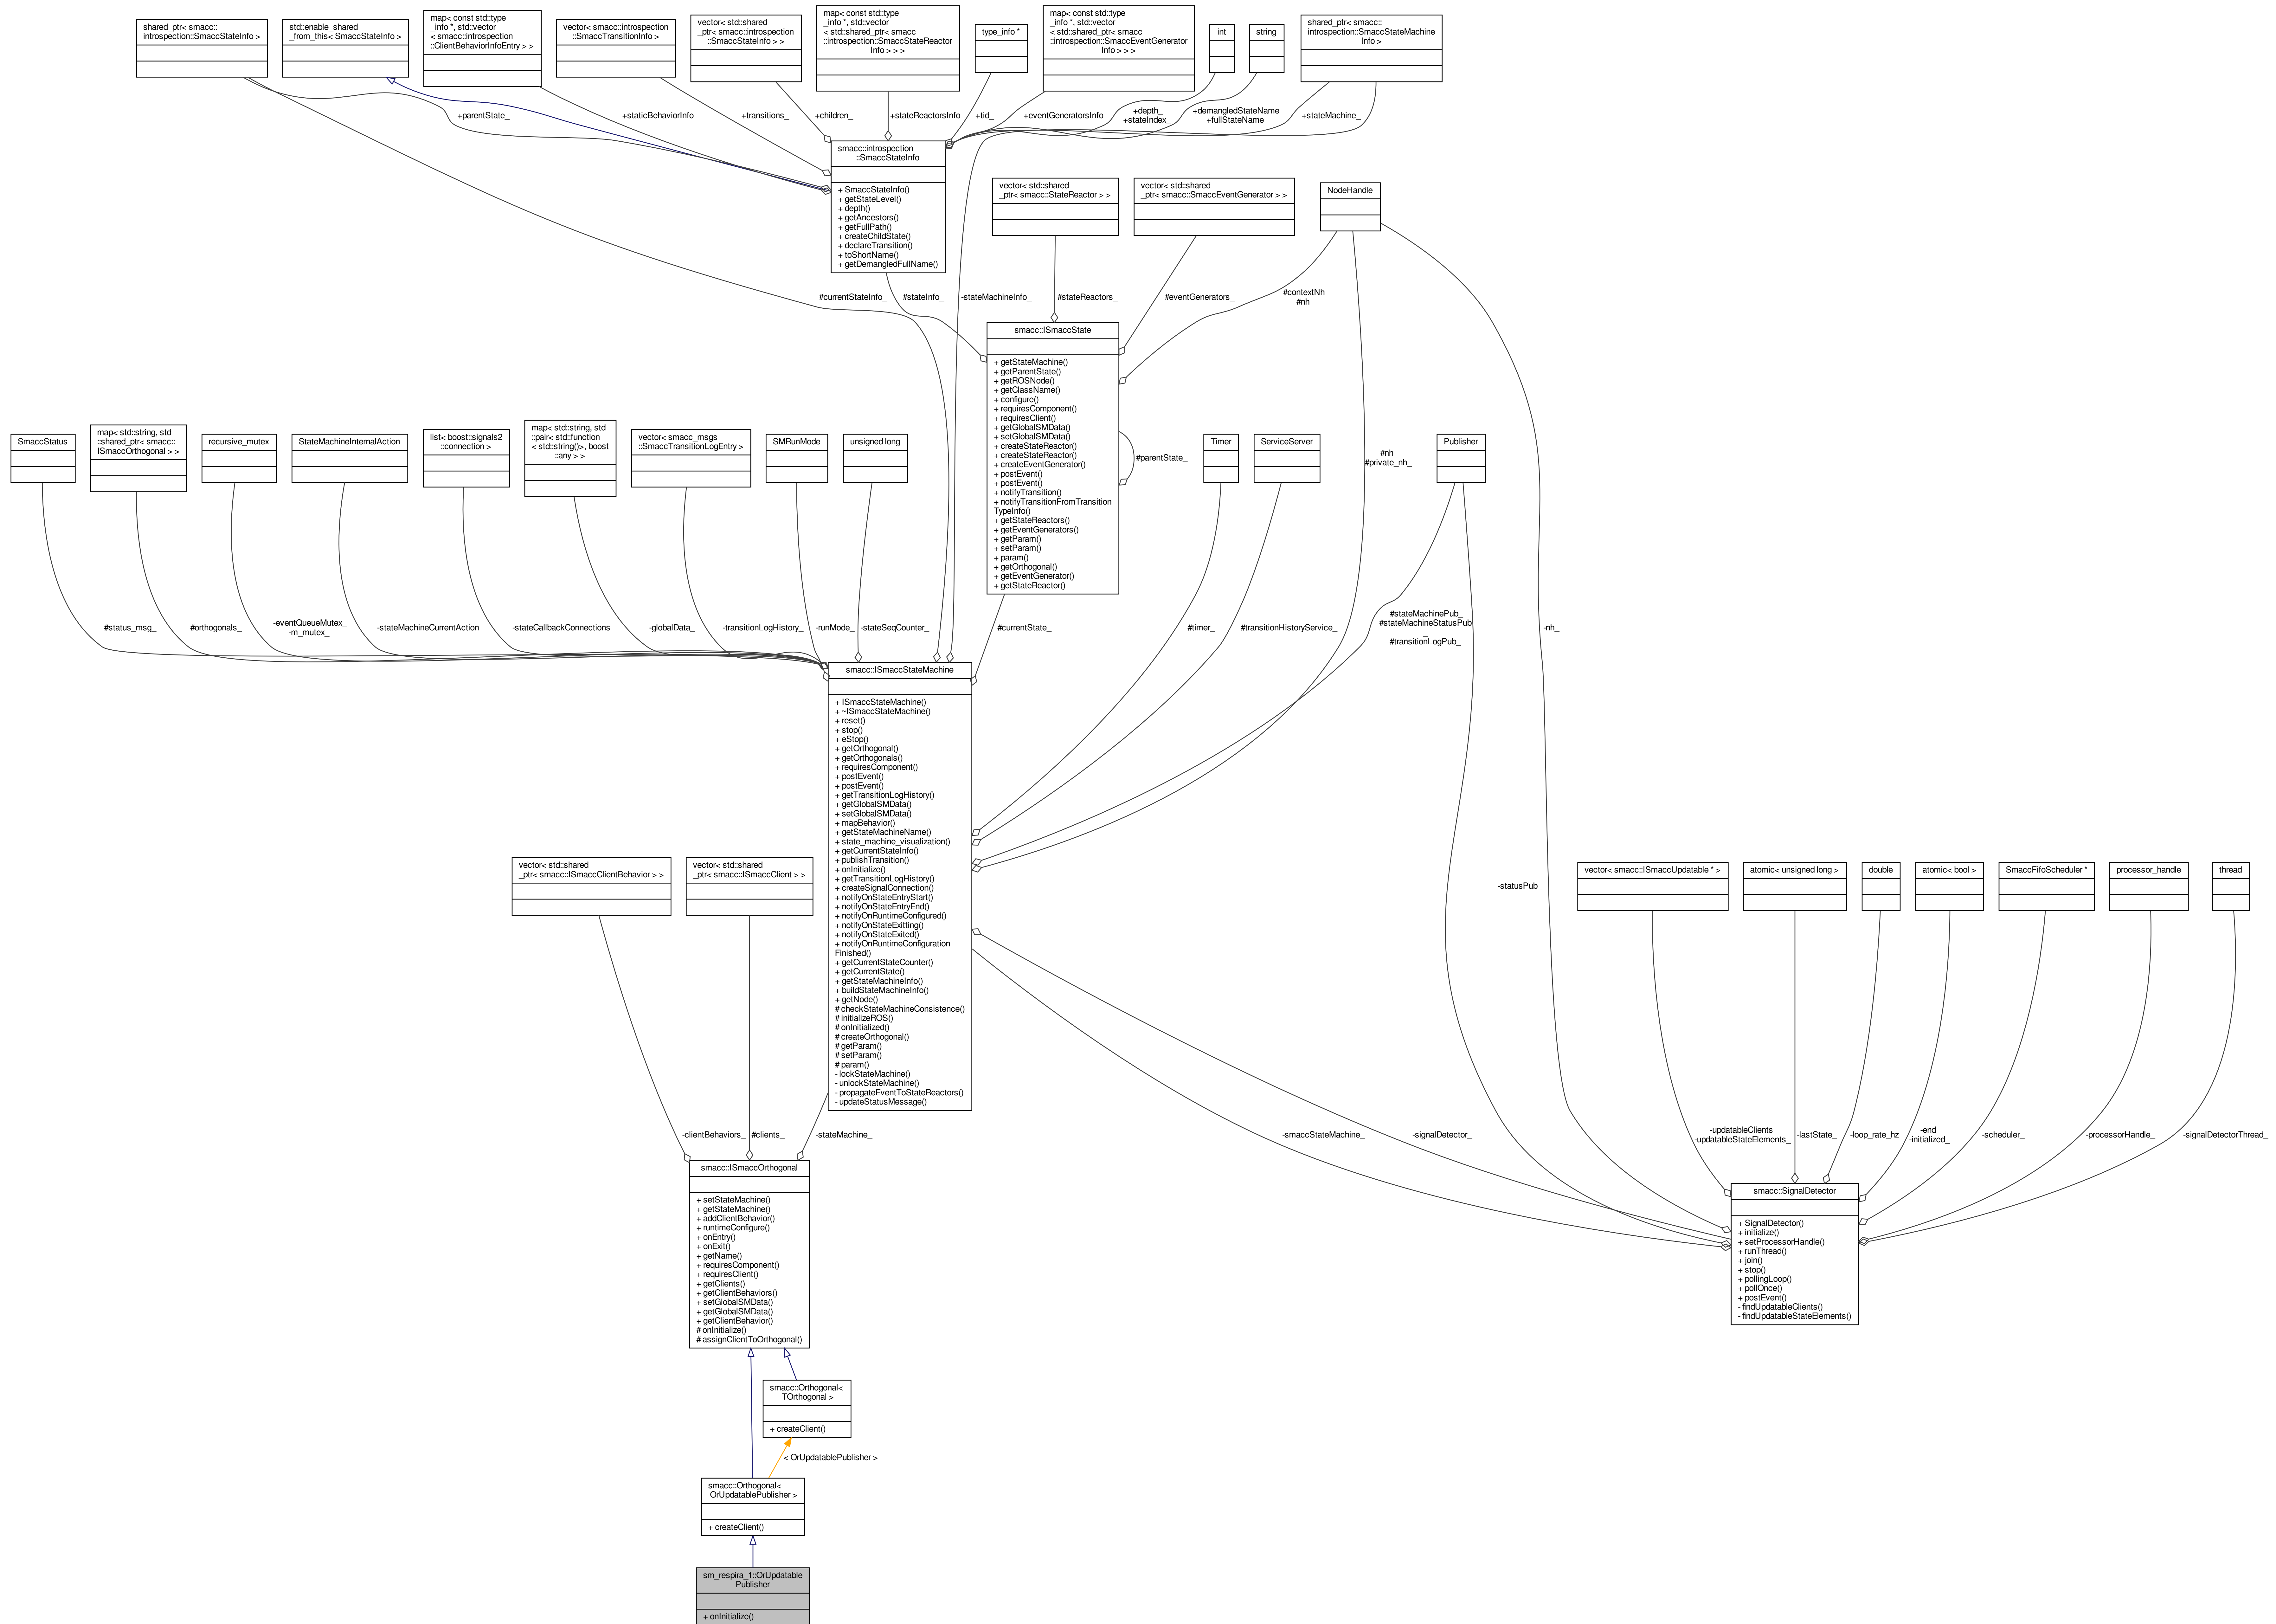 shared_ptr< smacc::
introspection::SmaccStateInfo >
std::enable_shared
_from_this< SmaccStateInfo >
map< const std::type
_info *, std::vector
< smacc::introspection
::ClientBehaviorInfoEntry > >
vector< smacc::introspection
::SmaccTransitionInfo >
vector< std::shared
_ptr< smacc::introspection
::SmaccStateInfo > >
map< const std::type
_info *, std::vector
< std::shared_ptr< smacc
::introspection::SmaccStateReactor
Info > > >
type_info *
map< const std::type
_info *, std::vector
< std::shared_ptr< smacc
::introspection::SmaccEventGenerator
Info > > >
int
string
shared_ptr< smacc::
introspection::SmaccStateMachine
Info >
+parentState_
+staticBehaviorInfo
+transitions_
+children_
+stateReactorsInfo
+tid_
+eventGeneratorsInfo
+depth_
+stateIndex_
+demangledStateName
+fullStateName
+stateMachine_
smacc::introspection
::SmaccStateInfo
+ SmaccStateInfo()
+ getStateLevel()
+ depth()
+ getAncestors()
+ getFullPath()
+ createChildState()
+ declareTransition()
+ toShortName()
+ getDemangledFullName()
vector< std::shared
_ptr< smacc::StateReactor > >
vector< std::shared
_ptr< smacc::SmaccEventGenerator > >
NodeHandle
#currentStateInfo_
#stateInfo_
-stateMachineInfo_
#stateReactors_
#eventGenerators_
#contextNh
#nh
smacc::ISmaccState
+ getStateMachine()
+ getParentState()
+ getROSNode()
+ getClassName()
+ configure()
+ requiresComponent()
+ requiresClient()
+ getGlobalSMData()
+ setGlobalSMData()
+ createStateReactor()
+ createStateReactor()
+ createEventGenerator()
+ postEvent()
+ postEvent()
+ notifyTransition()
+ notifyTransitionFromTransition
TypeInfo()
+ getStateReactors()
+ getEventGenerators()
+ getParam()
+ setParam()
+ param()
+ getOrthogonal()
+ getEventGenerator()
+ getStateReactor()
#parentState_
SmaccStatus
map< std::string, std
::shared_ptr< smacc::
ISmaccOrthogonal > >
recursive_mutex
StateMachineInternalAction
list< boost::signals2
::connection >
map< std::string, std
::pair< std::function
< std::string()>, boost
::any > >
vector< smacc_msgs
::SmaccTransitionLogEntry >
SMRunMode
unsigned long
Timer
ServiceServer
#nh_
#private_nh_
Publisher
#status_msg_
#orthogonals_
-eventQueueMutex_
-m_mutex_
-stateMachineCurrentAction
-stateCallbackConnections
-globalData_
-transitionLogHistory_
-runMode_
-stateSeqCounter_
#currentState_
#timer_
#transitionHistoryService_
#stateMachinePub_
#stateMachineStatusPub
_
#transitionLogPub_
-nh_
smacc::ISmaccStateMachine
+ ISmaccStateMachine()
+ ~ISmaccStateMachine()
+ reset()
+ stop()
+ eStop()
+ getOrthogonal()
+ getOrthogonals()
+ requiresComponent()
+ postEvent()
+ postEvent()
+ getTransitionLogHistory()
+ getGlobalSMData()
+ setGlobalSMData()
+ mapBehavior()
+ getStateMachineName()
+ state_machine_visualization()
+ getCurrentStateInfo()
+ publishTransition()
+ onInitialize()
+ getTransitionLogHistory()
+ createSignalConnection()
+ notifyOnStateEntryStart()
+ notifyOnStateEntryEnd()
+ notifyOnRuntimeConfigured()
+ notifyOnStateExitting()
+ notifyOnStateExited()
+ notifyOnRuntimeConfiguration
Finished()
+ getCurrentStateCounter()
+ getCurrentState()
+ getStateMachineInfo()
+ buildStateMachineInfo()
+ getNode()
# checkStateMachineConsistence()
# initializeROS()
# onInitialized()
# createOrthogonal()
# getParam()
# setParam()
# param()
- lockStateMachine()
- unlockStateMachine()
- propagateEventToStateReactors()
- updateStatusMessage()
vector< std::shared
_ptr< smacc::ISmaccClientBehavior > >
vector< std::shared
_ptr< smacc::ISmaccClient > >
-statusPub_
vector< smacc::ISmaccUpdatable * >
atomic< unsigned long >
double
atomic< bool >
SmaccFifoScheduler *
processor_handle
thread
-clientBehaviors_
#clients_
-stateMachine_
-smaccStateMachine_
-signalDetector_
-updatableClients_
-updatableStateElements_
-lastState_
-loop_rate_hz
-end_
-initialized_
-scheduler_
-processorHandle_
-signalDetectorThread_
smacc::ISmaccOrthogonal
+ setStateMachine()
+ getStateMachine()
+ addClientBehavior()
+ runtimeConfigure()
+ onEntry()
+ onExit()
+ getName()
+ requiresComponent()
+ requiresClient()
+ getClients()
+ getClientBehaviors()
+ setGlobalSMData()
+ getGlobalSMData()
+ getClientBehavior()
# onInitialize()
# assignClientToOrthogonal()
smacc::SignalDetector
+ SignalDetector()
+ initialize()
+ setProcessorHandle()
+ runThread()
+ join()
+ stop()
+ pollingLoop()
+ pollOnce()
+ postEvent()
- findUpdatableClients()
- findUpdatableStateElements()
smacc::Orthogonal<
TOrthogonal >
+ createClient()
< OrUpdatablePublisher >
smacc::Orthogonal<
OrUpdatablePublisher >
+ createClient()
sm_respira_1::OrUpdatable
Publisher
+ onInitialize()